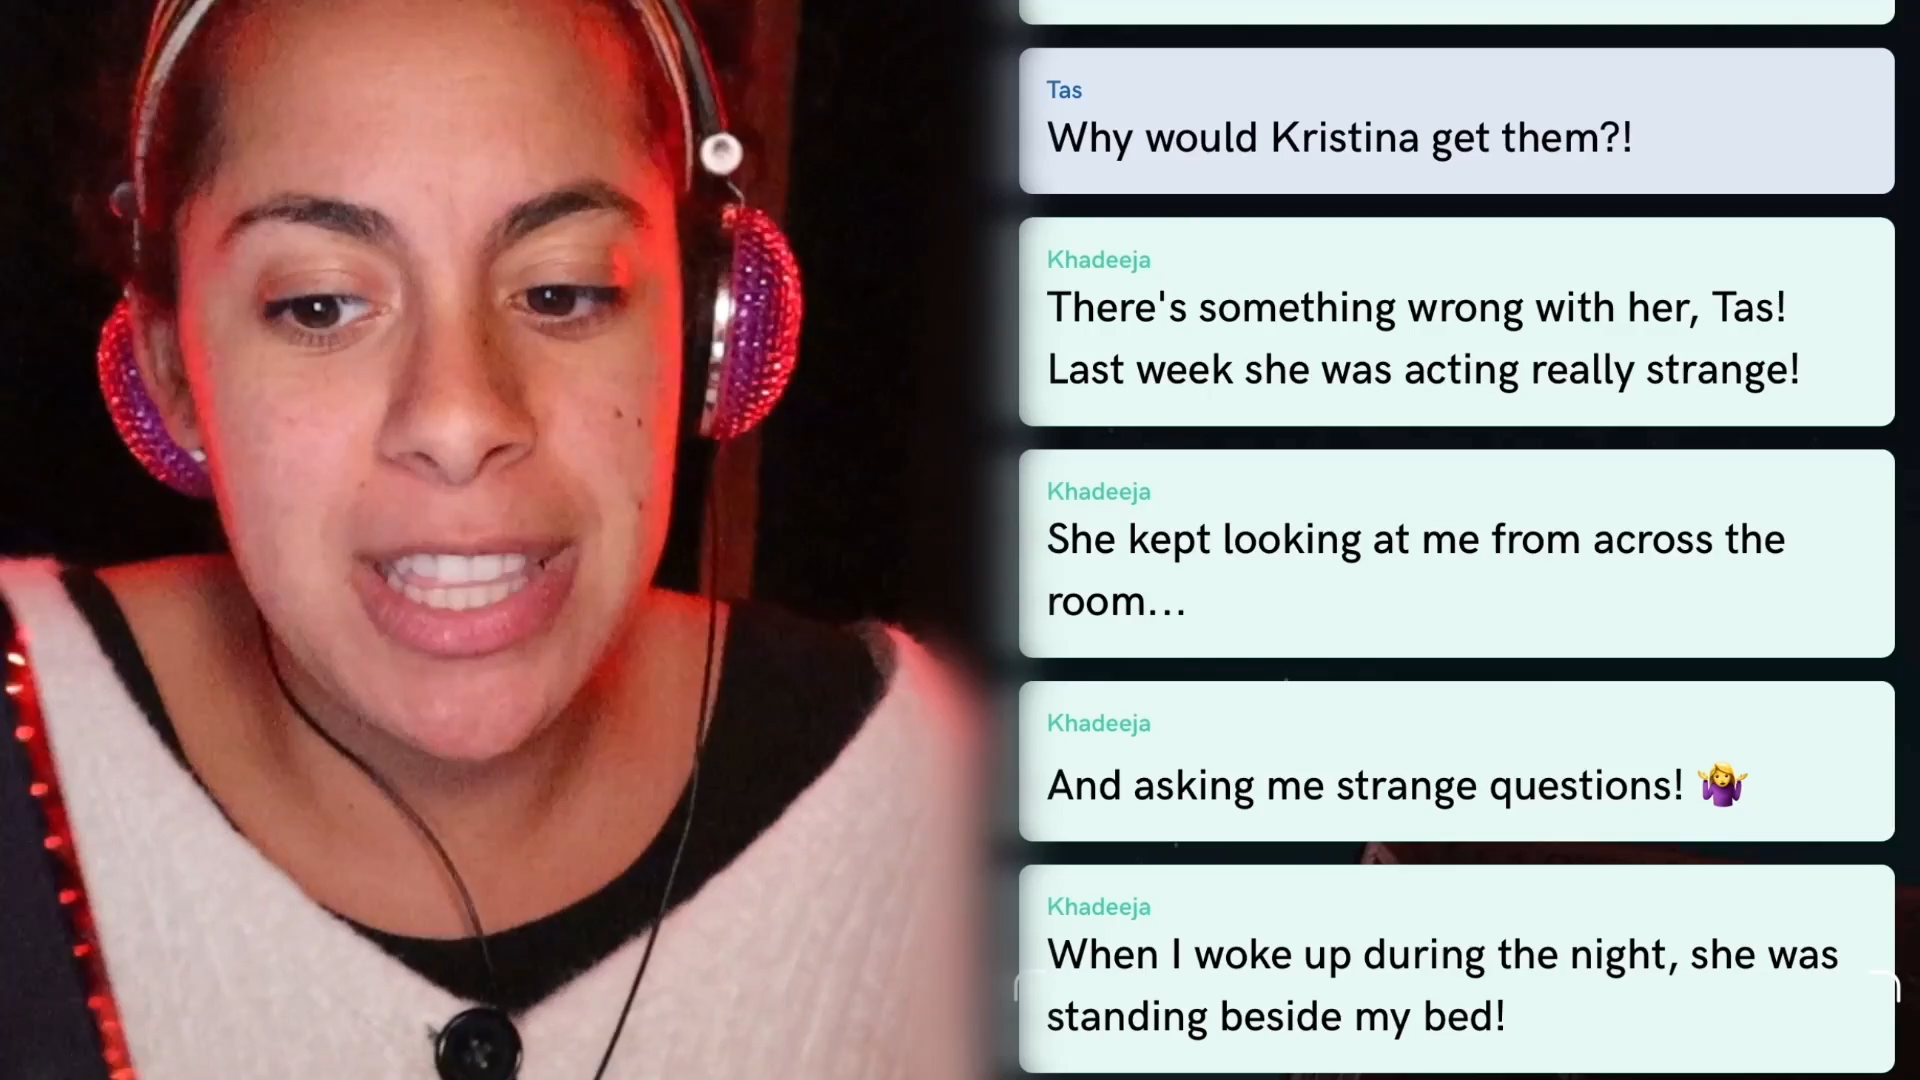 Tas
Why would Kristina get them?!
Khadeeja
There's something wrong with her, Tas!
Last week she was acting really strange!
Khadeeja
She kept looking at me from across the
room...
Khadeeja
And asking me strange questions! 🤷‍♀️
Khadeeja
When I woke up during the night, she was
standing beside my bed!